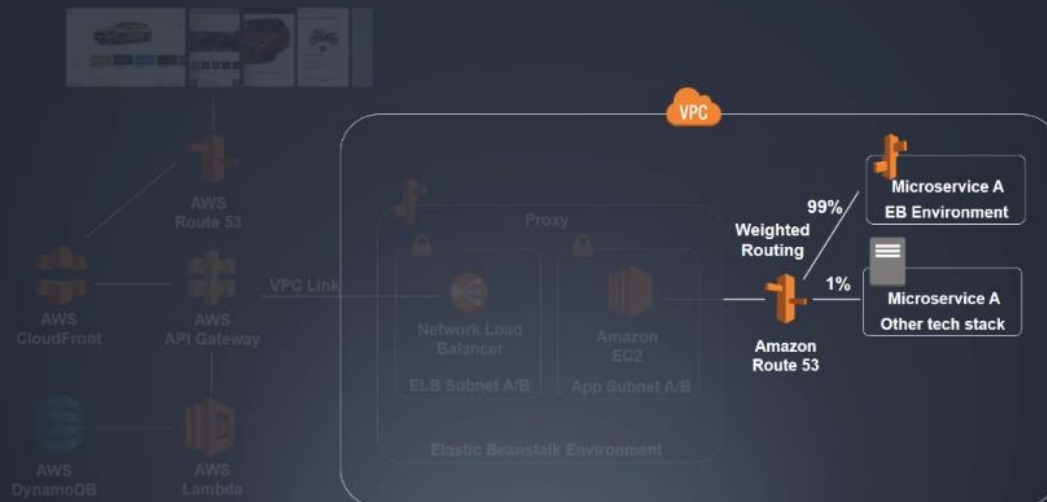 VPC
AWS
Route 53
AWS
CloudFront
AWS
API Gateway
VPC Link
AWS
DynamoDB
AWS
Lambda
Proxy
Network Load
Balancer
ELB Subnet A/B
Amazon
EC2
App Subnet A/B
Elastic Beanstalk Environment
Weighted
Routing
99%
1%
Amazon
Route 53
Microservice A
EB Environment
Microservice A
Other tech stack